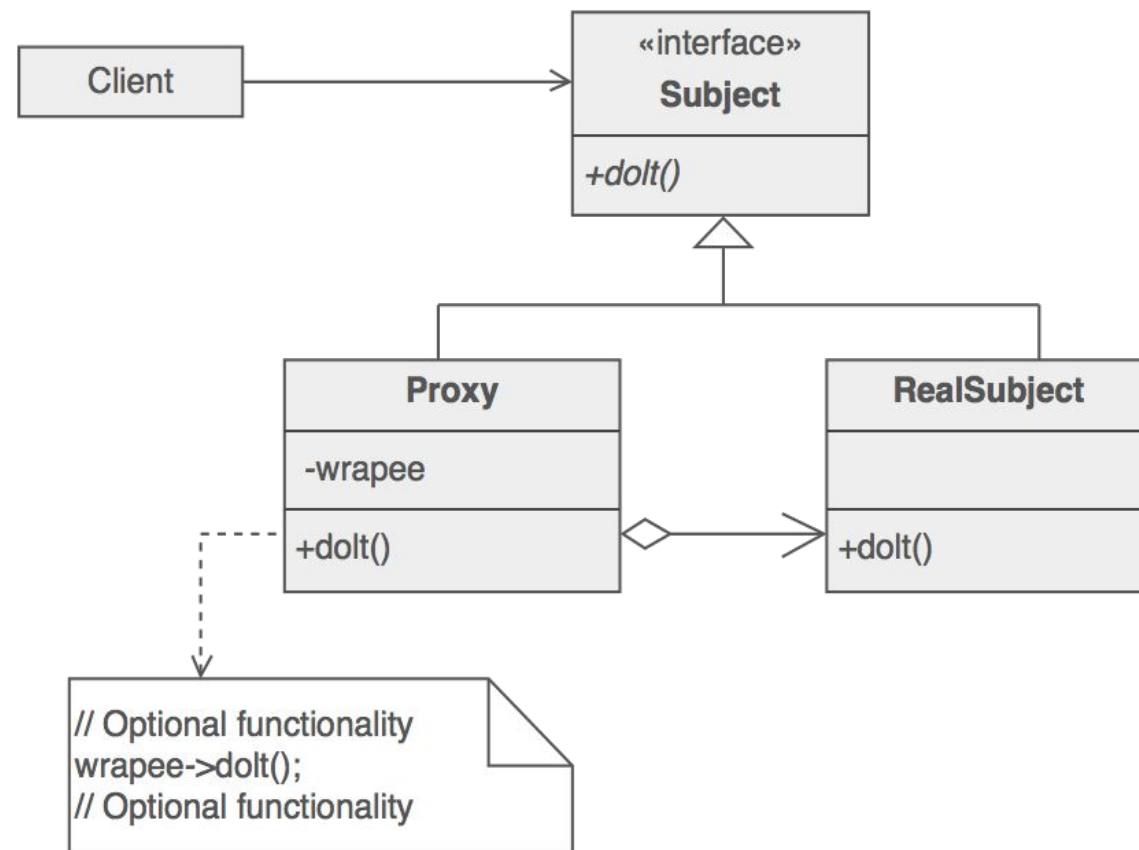 Client
«interface»
Subject
+doIt()
Proxy
-wrapee
+doIt()
RealSubject
+doIt()
// Optional functionality
wrapee->doIt();
// Optional functionality